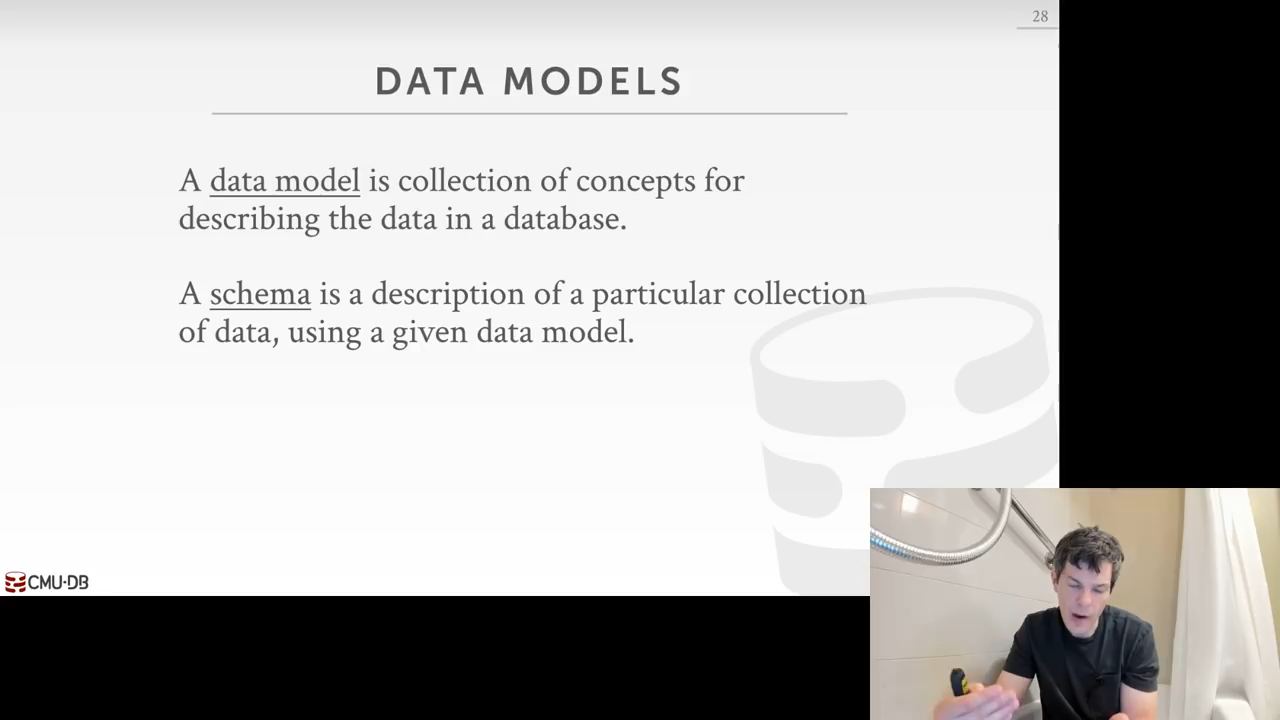 28
DATA MODELS
A data model is collection of concepts for
describing the data in a database.
A schema is a description of a particular collection
of data, using a given data model.
CMU·DB